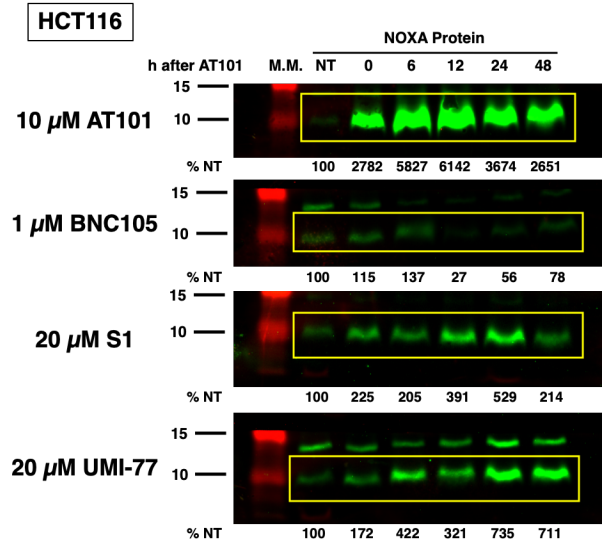 HCT116
NOXA Protein
h after AT101 M.M. NT 0 6 12 24 48
15
10 µM AT101 10
% NT 100 2782 5827 6142 3674 2651
15
1 µM BNC105 10
% NT 100 115 137 27 56 78
15
20 µM S1 10
% NT 100 225 205 391 529 214
15
20 µM UMI-77 10
% NT 100 172 422 321 735 711